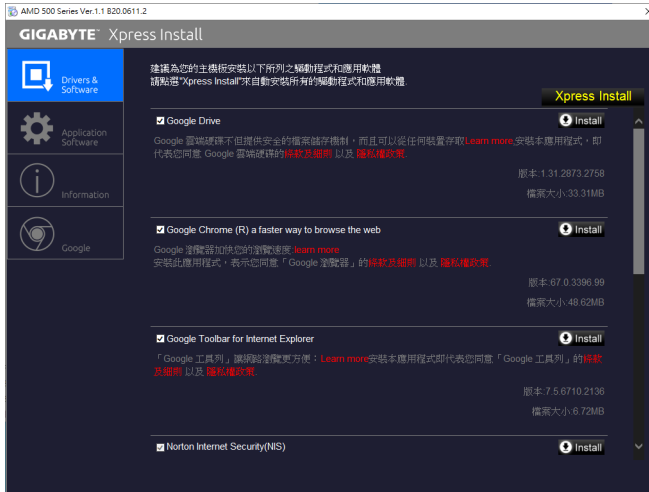 AMD 500 Series Ver.1.1 B20.0611.2
GIGABYTE™ Xpress Install
Drivers & Software
Application Software
Information
Google
建議為您的主機板安裝以下所列之驅動程式和應用軟體
請點選"Xpress Install"來自動安裝所有的驅動程式和應用軟體.
Xpress Install
Google Drive
Install
Google 雲端硬碟不但提供安全的檔案儲存機制，而且可以從任何裝置存取Learn more.安裝本應用程式，即
代表您同意 Google 雲端硬碟的條款及細則 以及 隱私權政策.
版本:1.31.2873.2758
檔案大小:33.31MB
Google Chrome (R) a faster way to browse the web
Install
Google 瀏覽器加快您的瀏覽速度.learn more
安裝此應用程式，表示您同意「Google 瀏覽器」的條款及細則 以及 隱私權政策.
版本:67.0.3396.99
檔案大小:48.62MB
Google Toolbar for Internet Explorer
Install
「Google 工具列」讓網路瀏覽更方便：Learn more安裝本應用程式即代表您同意「Google 工具列」的條款
及細則 以及 隱私權政策.
版本:7.5.6710.2136
檔案大小:6.72MB
Norton Internet Security(NIS)
Install